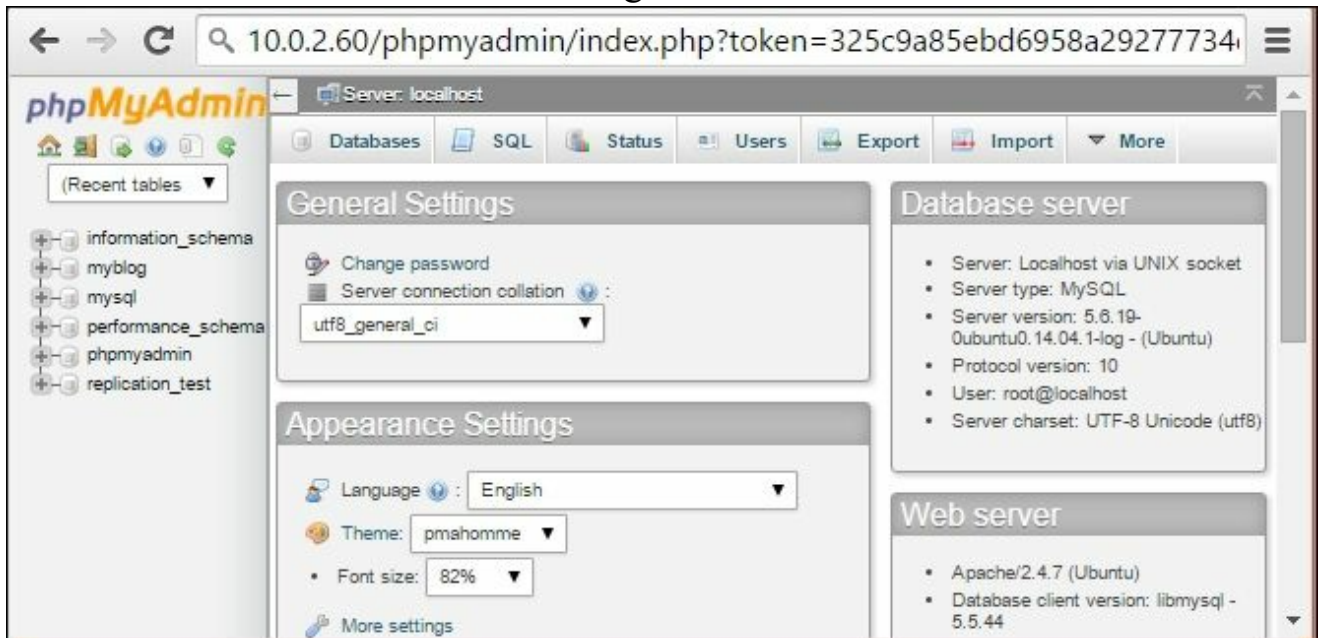 10.0.2.60/phpmyadmin/index.php?token=325c9a85ebd6958a29277734
phpMyAdmin
(Recent tables
information_schema
myblog
mysql
performance_schema
phpmyadmin
replication_test
Server: localhost
Databases SQL Status Users Export Import More
General Settings
Change password
Server connection collation :
utf8_general_ci
Appearance Settings
Language : English
Theme: pmahomme
• Font size: 82%
More settings
Database server
• Server: Localhost via UNIX socket
• Server type: MySQL
• Server version: 5.6.19-
0ubuntu0.14.04.1-log - (Ubuntu)
• Protocol version: 10
• User: root@localhost
• Server charset: UTF-8 Unicode (utf8)
Web server
• Apache/2.4.7 (Ubuntu)
• Database client version: libmysql -
5.5.44